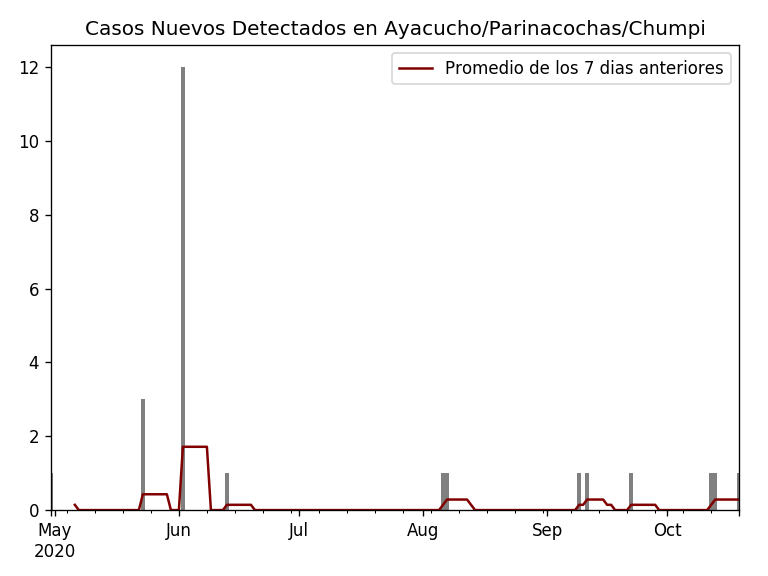 Casos Nuevos Detectados en Ayacucho/Parinacochas/Chumpi
Promedio de los 7 dias anteriores
12
10
8
6
4
2
0
May Jun Jul Aug Sep Oct
2020